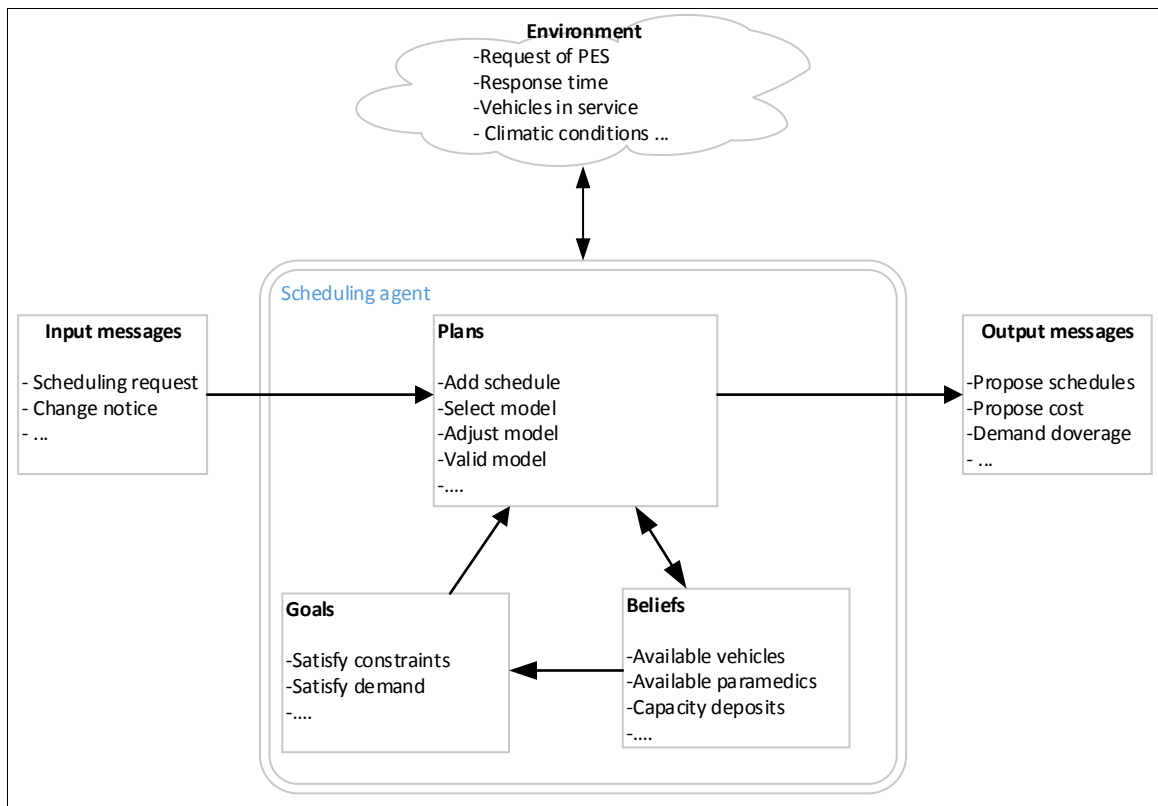 Environment
-Request of PES
-Response time
-Vehicles in service
- Climatic conditions ...
Scheduling agent
Input messages
- Scheduling request
- Change notice
- ...
Plans
-Add schedule
-Select model
-Adjust model
-Valid model
-....
Output messages
-Propose schedules
-Propose cost
-Demand doverage
- ...
Goals
-Satisfy constraints
-Satisfy demand
-....
Beliefs
-Available vehicles
-Available paramedics
-Capacity deposits
-....